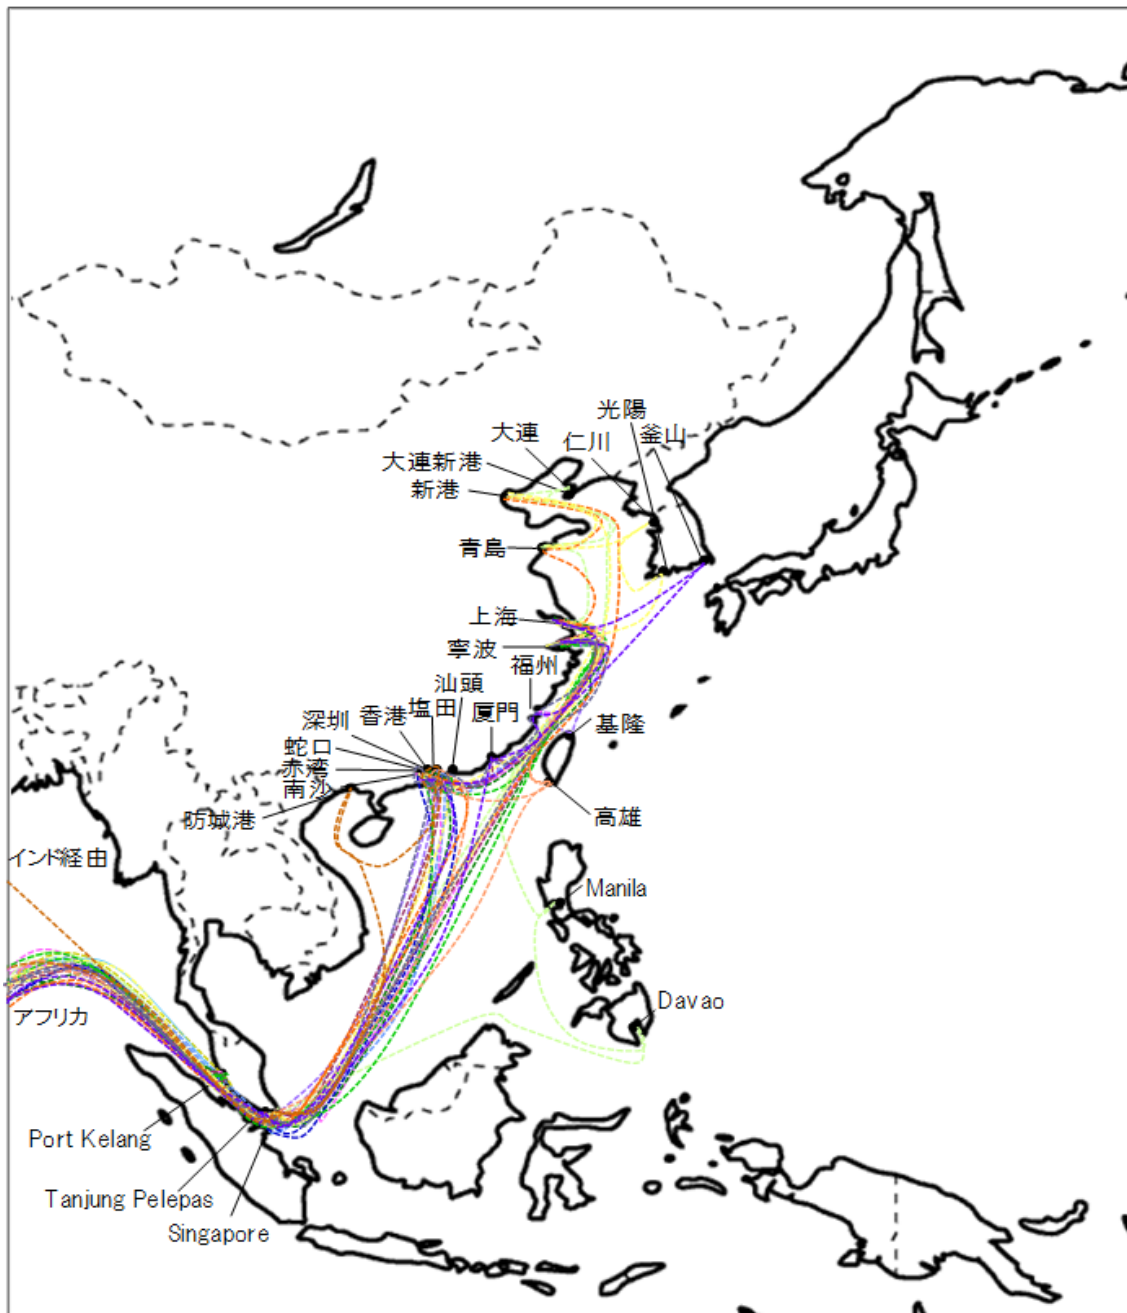 光陽
大連
仁川
釜山
大連新港
新港
青島
上海
寧波
福州
汕頭
塩田
厦門
香港
深圳
基隆
蛇口
赤湾
南沙
防城港
高雄
インド経由
Manila
Davao
アフリカ
Port Kelang
Tanjung Pelepas
Singapore